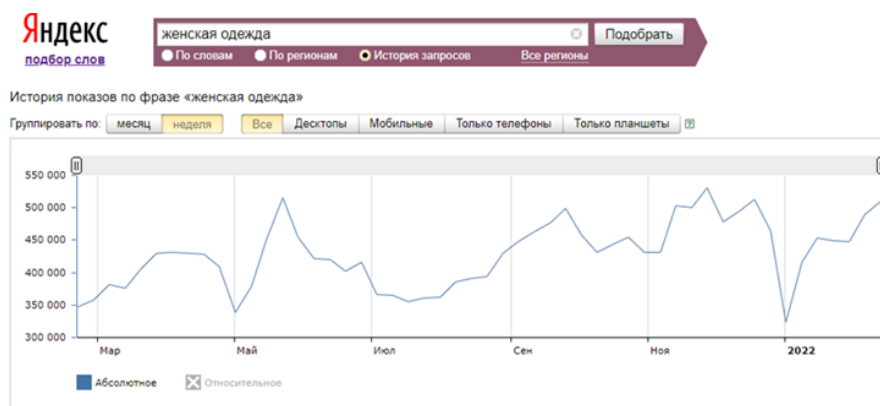 Яндекс
подбор слов
женская одежда
Подобрать
По словам По регионам История запросов Все регионы
История показов по фразе «женская одежда»
Группировать по: месяц неделя Все Десктопы Мобильные Только телефоны Только планшеты ?
550 000
500 000
450 000
400 000
350 000
300 000
Мар Май Июл Сен Ноя 2022
Абсолютное Относительное